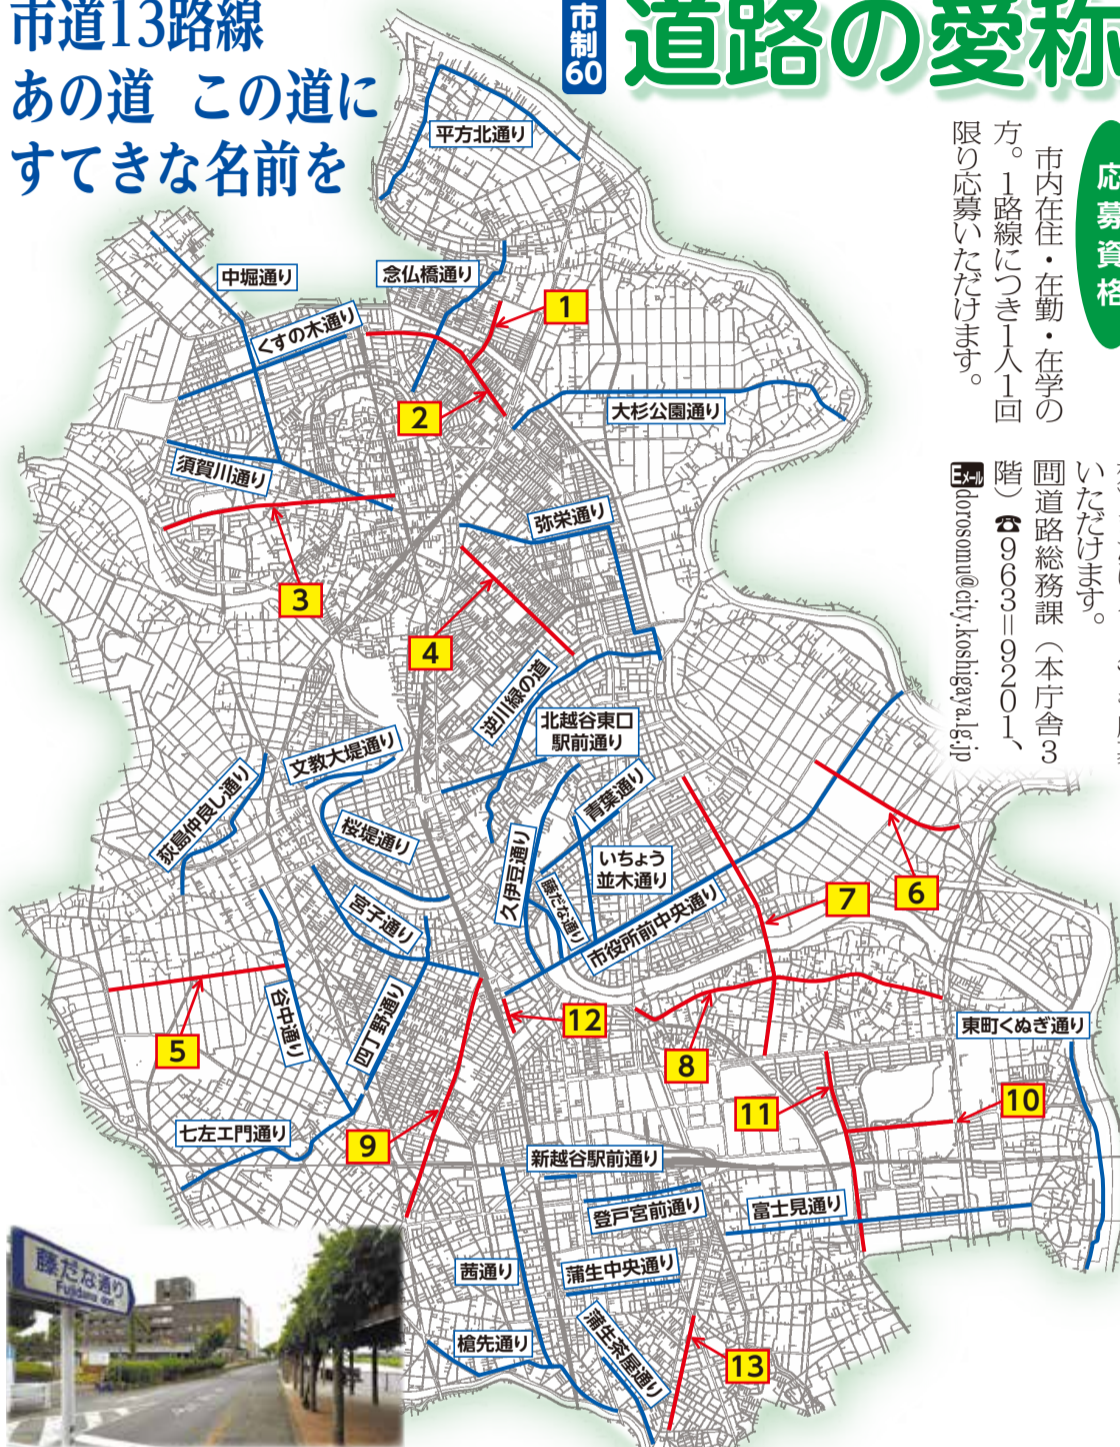 市道13路線
あの道 この道に
すてきな名前を
市制60
道路の愛称
応募資格
市内在住・在勤・在学の
方。1路線につき1人1回
限り応募いただけます。
いただけます。
問道路総務課（本庁舎3
階）☎963=9201、
Eメールdorosomu@city.koshigaya.lg.jp
平方北通り
中堀通り
念仏橋通り
くすの木通り
1
2
大杉公園通り
須賀川通り
弥栄通り
3
4
逆川緑の道
北越谷東口
駅前通り
文教大堤通り
荻島仲良し通り
桜堤通り
青葉通り
久伊豆通り
いちょう
並木通り
藤だな通り
市役所前中央通り
6
7
宮子通り
谷中通り
四丁野通り
5
12
8
東町くぬぎ通り
11
10
七左エ門通り
9
新越谷駅前通り
登戸宮前通り
富士見通り
茜通り
蒲生中央通り
槍先通り
蒲生茶屋通り
13
藤だな通り
Fujidana dori